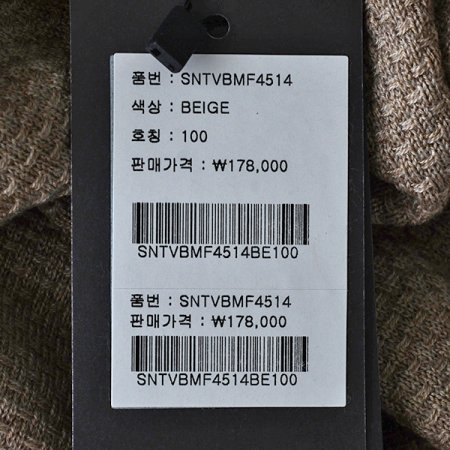 품번 : SNTVBMF4514
색상 : BEIGE
호칭 : 100
판매가격 : ₩178,000
SNTVBMF4514BE100
품번 : SNTVBMF4514
판매가격 : ₩178,000
SNTVBMF4514BE100